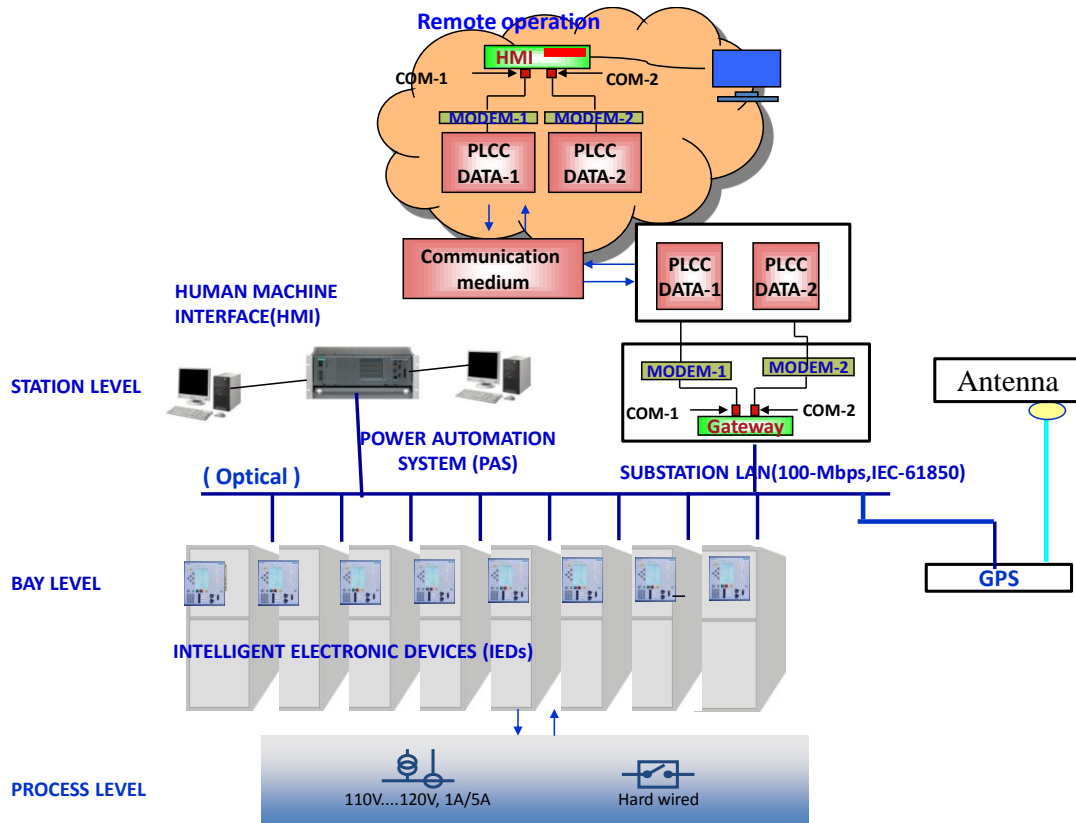 Remote operation
HMI
COM-1
COM-2
MODEM-1
MODEM-2
PLCC
DATA-1
PLCC
DATA-2
Communication
medium
PLCC
DATA-1
PLCC
DATA-2
HUMAN MACHINE
INTERFACE(HMI)
MODEM-1
MODEM-2
STATION LEVEL
Antenna
COM-1
COM-2
Gateway
POWER AUTOMATION
SYSTEM (PAS)
( Optical )
SUBSTATION LAN(100-Mbps,IEC-61850)
BAY LEVEL
GPS
INTELLIGENT ELECTRONIC DEVICES (IEDs)
PROCESS LEVEL
110V....120V, 1A/5A
Hard wired